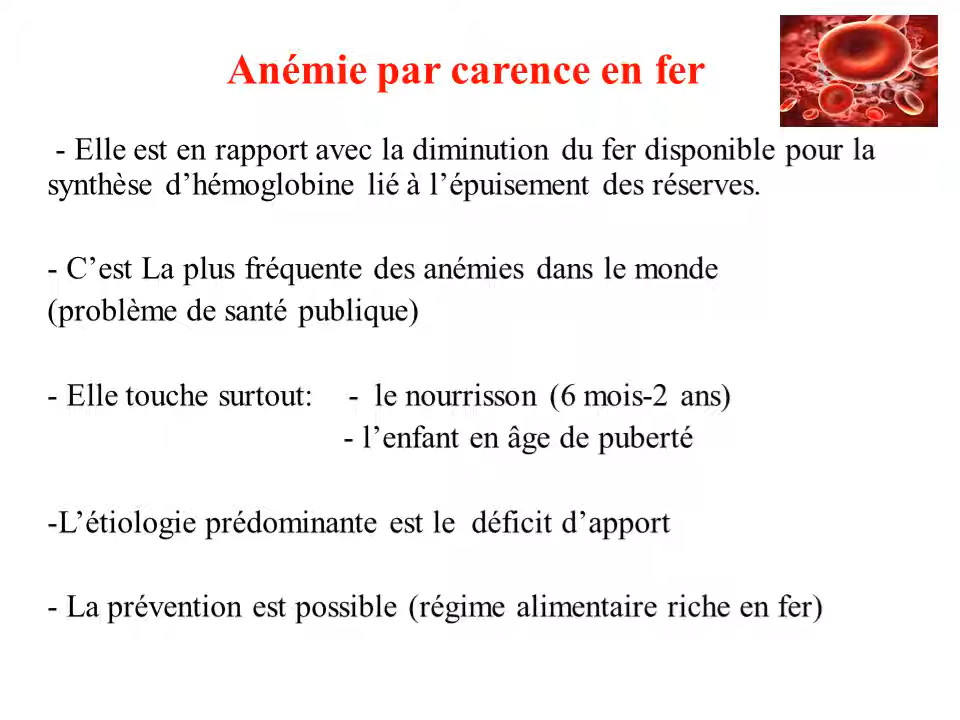 Anémie par carence en fer
- Elle est en rapport avec la diminution du fer disponible pour la
synthèse d’hémoglobine lié à l’épuisement des réserves.
- C’est La plus fréquente des anémies dans le monde
(problème de santé publique)
- Elle touche surtout: - le nourrisson (6 mois-2 ans)
- l’enfant en âge de puberté
-L’étiologie prédominante est le déficit d’apport
- La prévention est possible (régime alimentaire riche en fer)